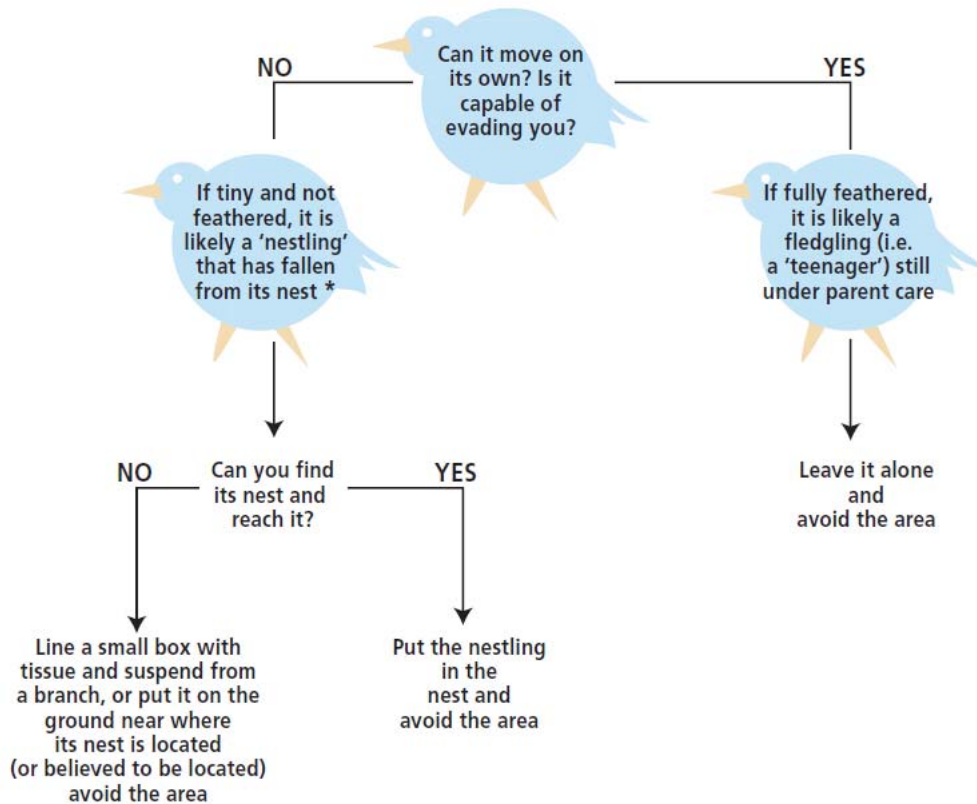 Can it move on
its own? Is it
capable of
evading you?
NO
YES
If tiny and not
feathered, it is
likely a ‘nestling’
that has fallen
from its nest *
If fully feathered,
it is likely a
fledgling (i.e.
a ‘teenager’) still
under parent care
NO
Can you find
its nest and
reach it?
YES
Leave it alone
and
avoid the area
Line a small box with
tissue and suspend from
a branch, or put it on the
ground near where
its nest is located
(or believed to be located)
avoid the area
Put the nestling
in the
nest and
avoid the area